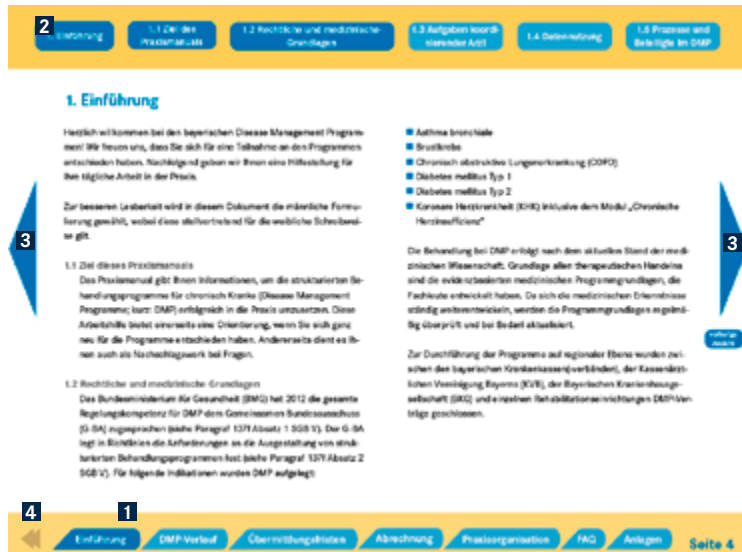 2
1. Einführung
1.1 Ziel des
Praxismanuals
1.2 Rechtliche und medizinische
Grundlagen
1.3 Aufgaben koordi-
nierender Arzt
1.4 Datennutzung
1.5 Prozesse und
Beteiligte im DMP
1. Einführung
Herzlich willkommen bei den bayerischen Disease Management Program-
men! Wir freuen uns, dass Sie sich für eine Teilnahme an den Programmen
entschieden haben. Nachfolgend geben wir Ihnen eine Hilfestellung für
Ihre tägliche Arbeit in der Praxis.
Zur besseren Lesbarkeit wird in diesem Dokument die männliche Formu-
lierung gewählt, wobei diese stellvertretend für die weibliche Schreibwei-
se gilt.
1.1 Ziel dieses Praxismanuals
Das Praxismanual gibt Ihnen Informationen, um die strukturierten Be-
handlungsprogramme für chronisch Kranke (Disease Management
Programme; kurz: DMP) erfolgreich in die Praxis umzusetzen. Diese
Arbeitshilfe bietet einerseits eine Orientierung, wenn Sie sich ganz
neu für die Programme entschieden haben. Andererseits dient es Ih-
nen auch als Nachschlagewerk bei Fragen.
1.2 Rechtliche und medizinische Grundlagen
Das Bundesministerium für Gesundheit (BMG) hat 2012 die gesamte
Regelungskompetenz für DMP dem Gemeinsamen Bundesausschuss
(G-BA) zugesprochen (siehe Paragraf 137f Absatz 1 SGB V). Der G-BA
legt in Richtlinien die Anforderungen an die Ausgestaltung von struk-
turierten Behandlungsprogrammen fest (siehe Paragraf 137f Absatz 2
SGB V). Für folgende Indikationen wurden DMP aufgelegt:
Asthma bronchiale
Brustkrebs
Chronisch obstruktive Lungenerkrankung (COPD)
Diabetes mellitus Typ 1
Diabetes mellitus Typ 2
Koronare Herzkrankheit (KHK) inklusive dem Modul „Chronische
Herzinsuffizienz"
Die Behandlung bei DMP erfolgt nach dem aktuellen Stand der medi-
zinischen Wissenschaft. Grundlage allen therapeutischen Handelns
sind die evidenzbasierten medizinischen Programmgrundlagen, die
Fachleute entwickelt haben. Da sich die medizinischen Erkenntnisse
ständig weiterentwickeln, werden die Programmgrundlagen regelmä-
ßig überprüft und bei Bedarf aktualisiert.
Zur Durchführung der Programme auf regionaler Ebene wurden zwi-
schen den bayerischen Krankenkassen(verbänden), der Kassenärzt-
lichen Vereinigung Bayerns (KVB), der Bayerischen Krankenhausge-
sellschaft (BKG) und einzelnen Rehabilitationseinrichtungen DMP-Ver-
träge geschlossen.
3
3
vorherige
Ansicht
4
1
Einführung
DMP-Verlauf
Übermittlungsfristen
Abrechnung
Praxisorganisation
FAQ
Anlagen
Seite 4